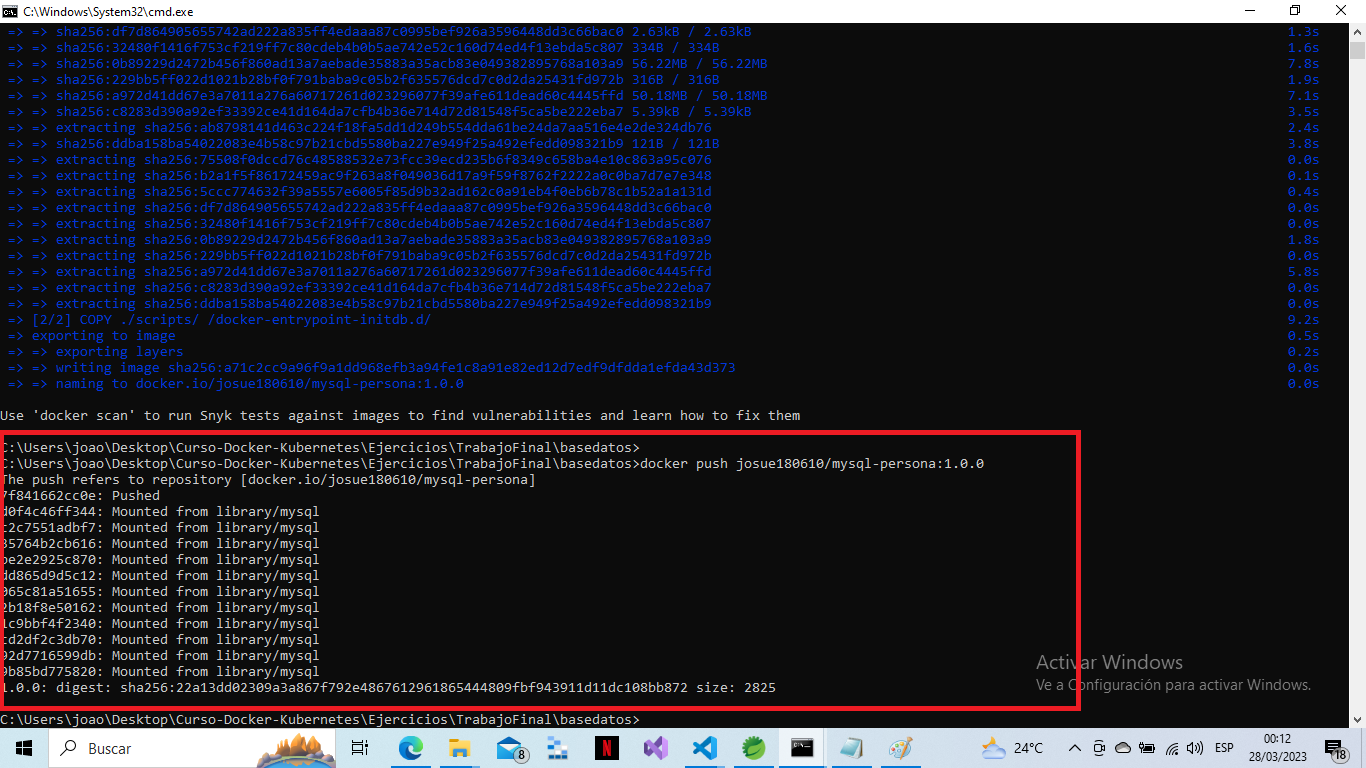 C:\Windows\System32\cmd.exe
=> => sha256:df7d864905655742ad222a835ff4edaaa87c0995bef926a3596448dd3c66bac0 2.63kB / 2.63kB 1.3s
=> => sha256:32480f1416f753cf219ff7c80cdeb4b0b5ae742e52c160d74ed4f13ebda5c807 334B / 334B 1.6s
=> => sha256:0b89229d2472b456f860ad13a7aebade35883a35acb83e049382895768a103a9 56.22MB / 56.22MB 7.8s
=> => sha256:229bb5ff022d1021b28bf0f791baba9c05b2f635576dcd7c0d2da25431fd972b 316B / 316B 1.9s
=> => sha256:a972d41dd67e3a7011a276a60717261d023296077f39afe611dead60c4445ffd 50.18MB / 50.18MB 7.1s
=> => sha256:c8283d390a92ef33392ce41d164da7cfb4b36e714d72d81548f5ca5be222eba7 5.39kB / 5.39kB 3.5s
=> => extracting sha256:ab8798141d463c224f18fa5dd1d249b554dda61be24da7aa516e4e2de324db76 2.4s
=> => sha256:ddba158ba54022083e4b58c97b21cbd5580ba227e949f25a492efedd098321b9 121B / 121B 3.8s
=> => extracting sha256:75508f0dccd76c48588532e73fcc39ecd235b6f8349c658ba4e10c863a95c076 0.0s
=> => extracting sha256:b2a1f5f86172459ac9f263a8f049036d17a9f59f8762f2222a0c0ba7d7e7e348 0.1s
=> => extracting sha256:5ccc774632f39a5557e6005f85d9b32ad162c0a91eb4f0eb6b78c1b52a1a131d 0.4s
=> => extracting sha256:df7d864905655742ad222a835ff4edaaa87c0995bef926a3596448dd3c66bac0 0.0s
=> => extracting sha256:32480f1416f753cf219ff7c80cdeb4b0b5ae742e52c160d74ed4f13ebda5c807 0.0s
=> => extracting sha256:0b89229d2472b456f860ad13a7aebade35883a35acb83e049382895768a103a9 1.8s
=> => extracting sha256:229bb5ff022d1021b28bf0f791baba9c05b2f635576dcd7c0d2da25431fd972b 0.0s
=> => extracting sha256:a972d41dd67e3a7011a276a60717261d023296077f39afe611dead60c4445ffd 5.8s
=> => extracting sha256:c8283d390a92ef33392ce41d164da7cfb4b36e714d72d81548f5ca5be222eba7 0.0s
=> => extracting sha256:ddba158ba54022083e4b58c97b21cbd5580ba227e949f25a492efedd098321b9 0.0s
=> [2/2] COPY ./scripts/ /docker-entrypoint-initdb.d/ 9.2s
=> exporting to image 0.5s
=> => exporting layers 0.2s
=> => writing image sha256:a71c2cc9a96f9a1dd968efb3a94fe1c8a91e82ed12d7edf9dfdda1efda43d373 0.0s
=> => naming to docker.io/josue180610/mysql-persona:1.0.0 0.0s
Use 'docker scan' to run Snyk tests against images to find vulnerabilities and learn how to fix them
C:\Users\joao\Desktop\Curso-Docker-Kubernetes\Ejercicios\TrabajoFinal\basedatos>
C:\Users\joao\Desktop\Curso-Docker-Kubernetes\Ejercicios\TrabajoFinal\basedatos>docker push josue180610/mysql-persona:1.0.0
The push refers to repository [docker.io/josue180610/mysql-persona]
7f841662cc0e: Pushed
d0f4c46ff344: Mounted from library/mysql
c2c7551adbf7: Mounted from library/mysql
35764b2cb616: Mounted from library/mysql
be2e2925c870: Mounted from library/mysql
dd865d9d5c12: Mounted from library/mysql
065c81a51655: Mounted from library/mysql
2b18f8e50162: Mounted from library/mysql
1c9bbf4f2340: Mounted from library/mysql
cd2df2c3db70: Mounted from library/mysql
92d7716599db: Mounted from library/mysql
9b85bd775820: Mounted from library/mysql
1.0.0: digest: sha256:22a13dd02309a3a867f792e4867612961865444809fbf943911d11dc108bb872 size: 2825
C:\Users\joao\Desktop\Curso-Docker-Kubernetes\Ejercicios\TrabajoFinal\basedatos>
Activar Windows
Ve a Configuración para activar Windows.
Buscar
8
24°C
ESP
00:12
28/03/2023
18